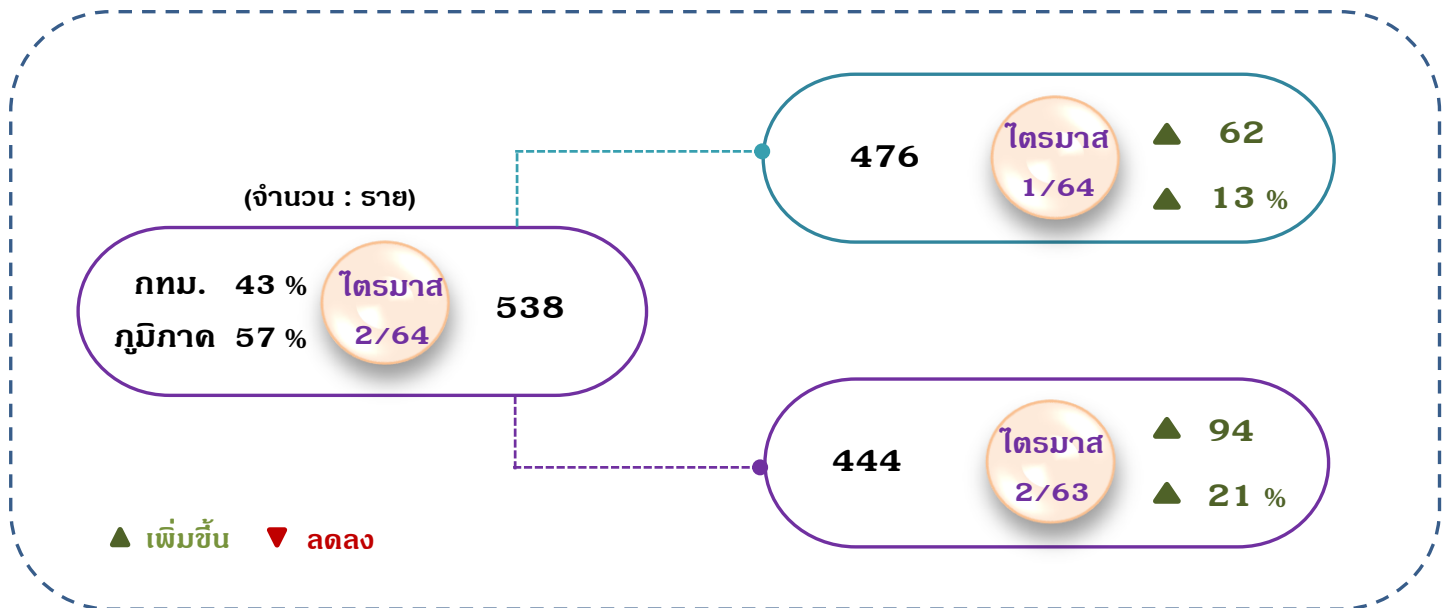 (จำนวน : ราย)
กทม. 43 %
ภูมิภาค 57 %
ไตรมาส
2/64
538
476
ไตรมาส
1/64
62
13 %
444
ไตรมาส
2/63
94
21 %
เพิ่มขึ้น ลดลง